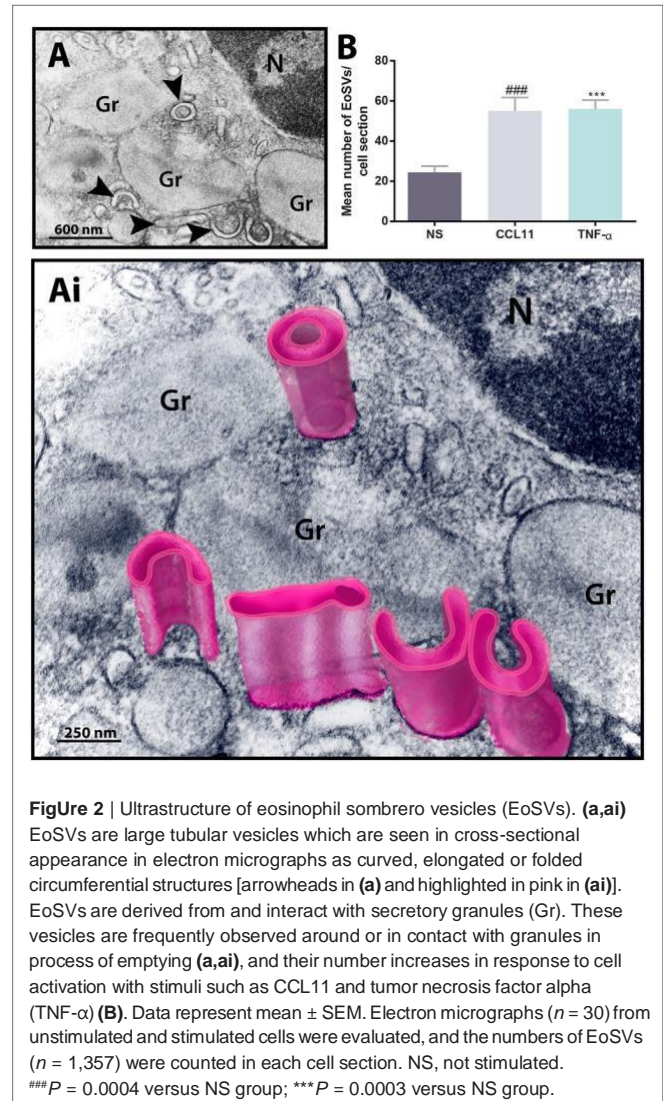 A
N
Gr
Gr
Gr
600 nm
B
Mean number of EoSVs/
cell section
80
60
40
20
0
###
***
NS
CCL11
TNF-α
Ai
N
Gr
Gr
Gr
250 nm
FigUre 2 | Ultrastructure of eosinophil sombrero vesicles (EoSVs). (a,ai)
EoSVs are large tubular vesicles which are seen in cross-sectional
appearance in electron micrographs as curved, elongated or folded
circumferential structures [arrowheads in (a) and highlighted in pink in (ai)].
EoSVs are derived from and interact with secretory granules (Gr). These
vesicles are frequently observed around or in contact with granules in
process of emptying (a,ai), and their number increases in response to cell
activation with stimuli such as CCL11 and tumor necrosis factor alpha
(TNF-α) (B). Data represent mean ± SEM. Electron micrographs (n = 30) from
unstimulated and stimulated cells were evaluated, and the numbers of EoSVs
(n = 1,357) were counted in each cell section. NS, not stimulated.
###P = 0.0004 versus NS group; ***P = 0.0003 versus NS group.